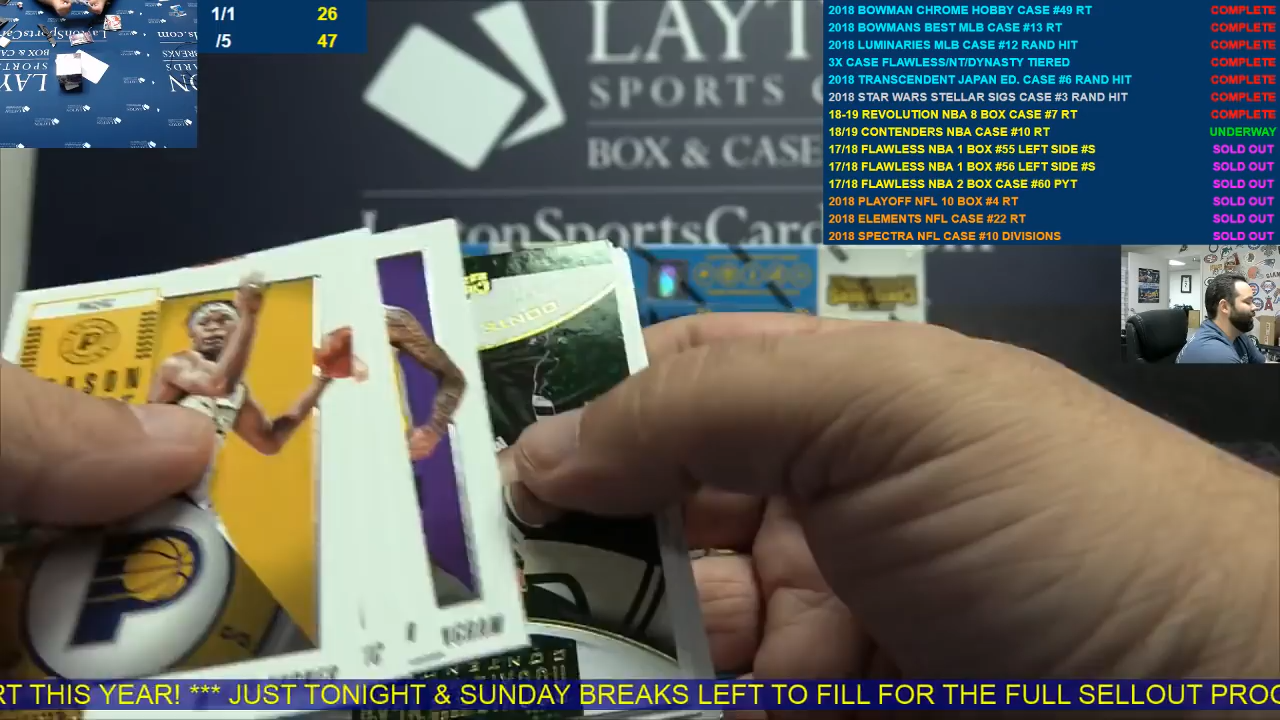 1/1 26
/5 47
2018 BOWMAN CHROME HOBBY CASE #49 RT COMPLETE
2018 BOWMANS BEST MLB CASE #13 RT COMPLETE
2018 LUMINARIES MLB CASE #12 RAND HIT COMPLETE
3X CASE FLAWLESS/NT/DYNASTY TIERED COMPLETE
2018 TRANSCENDENT JAPAN ED. CASE #6 RAND HIT COMPLETE
2018 STAR WARS STELLAR SIGS CASE #3 RAND HIT COMPLETE
18-19 REVOLUTION NBA 8 BOX CASE #7 RT COMPLETE
18/19 CONTENDERS NBA CASE #10 RT UNDERWAY
17/18 FLAWLESS NBA 1 BOX #55 LEFT SIDE #S SOLD OUT
17/18 FLAWLESS NBA 1 BOX #56 LEFT SIDE #S SOLD OUT
17/18 FLAWLESS NBA 2 BOX CASE #60 PYT SOLD OUT
2018 PLAYOFF NFL 10 BOX #4 RT SOLD OUT
2018 ELEMENTS NFL CASE #22 RT SOLD OUT
2018 SPECTRA NFL CASE #10 DIVISIONS SOLD OUT
LAYT
SPORTS
BOX & CASE
onSportsCard
ASON
GRAM
RT THIS YEAR! *** JUST TONIGHT & SUNDAY BREAKS LEFT TO FILL FOR THE FULL SELLOUT PRO